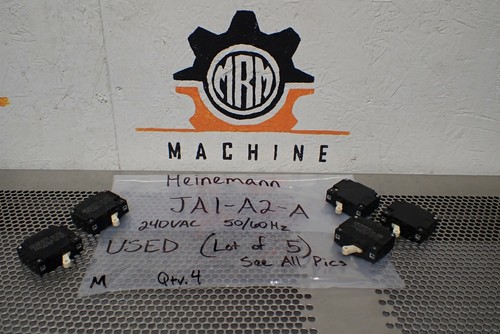 MRM
MACHINE
Heinemann
JA1-A2-A
240VAC 50/60Hz
USED (Lot of 5)
See All Pics
M Qty. 4